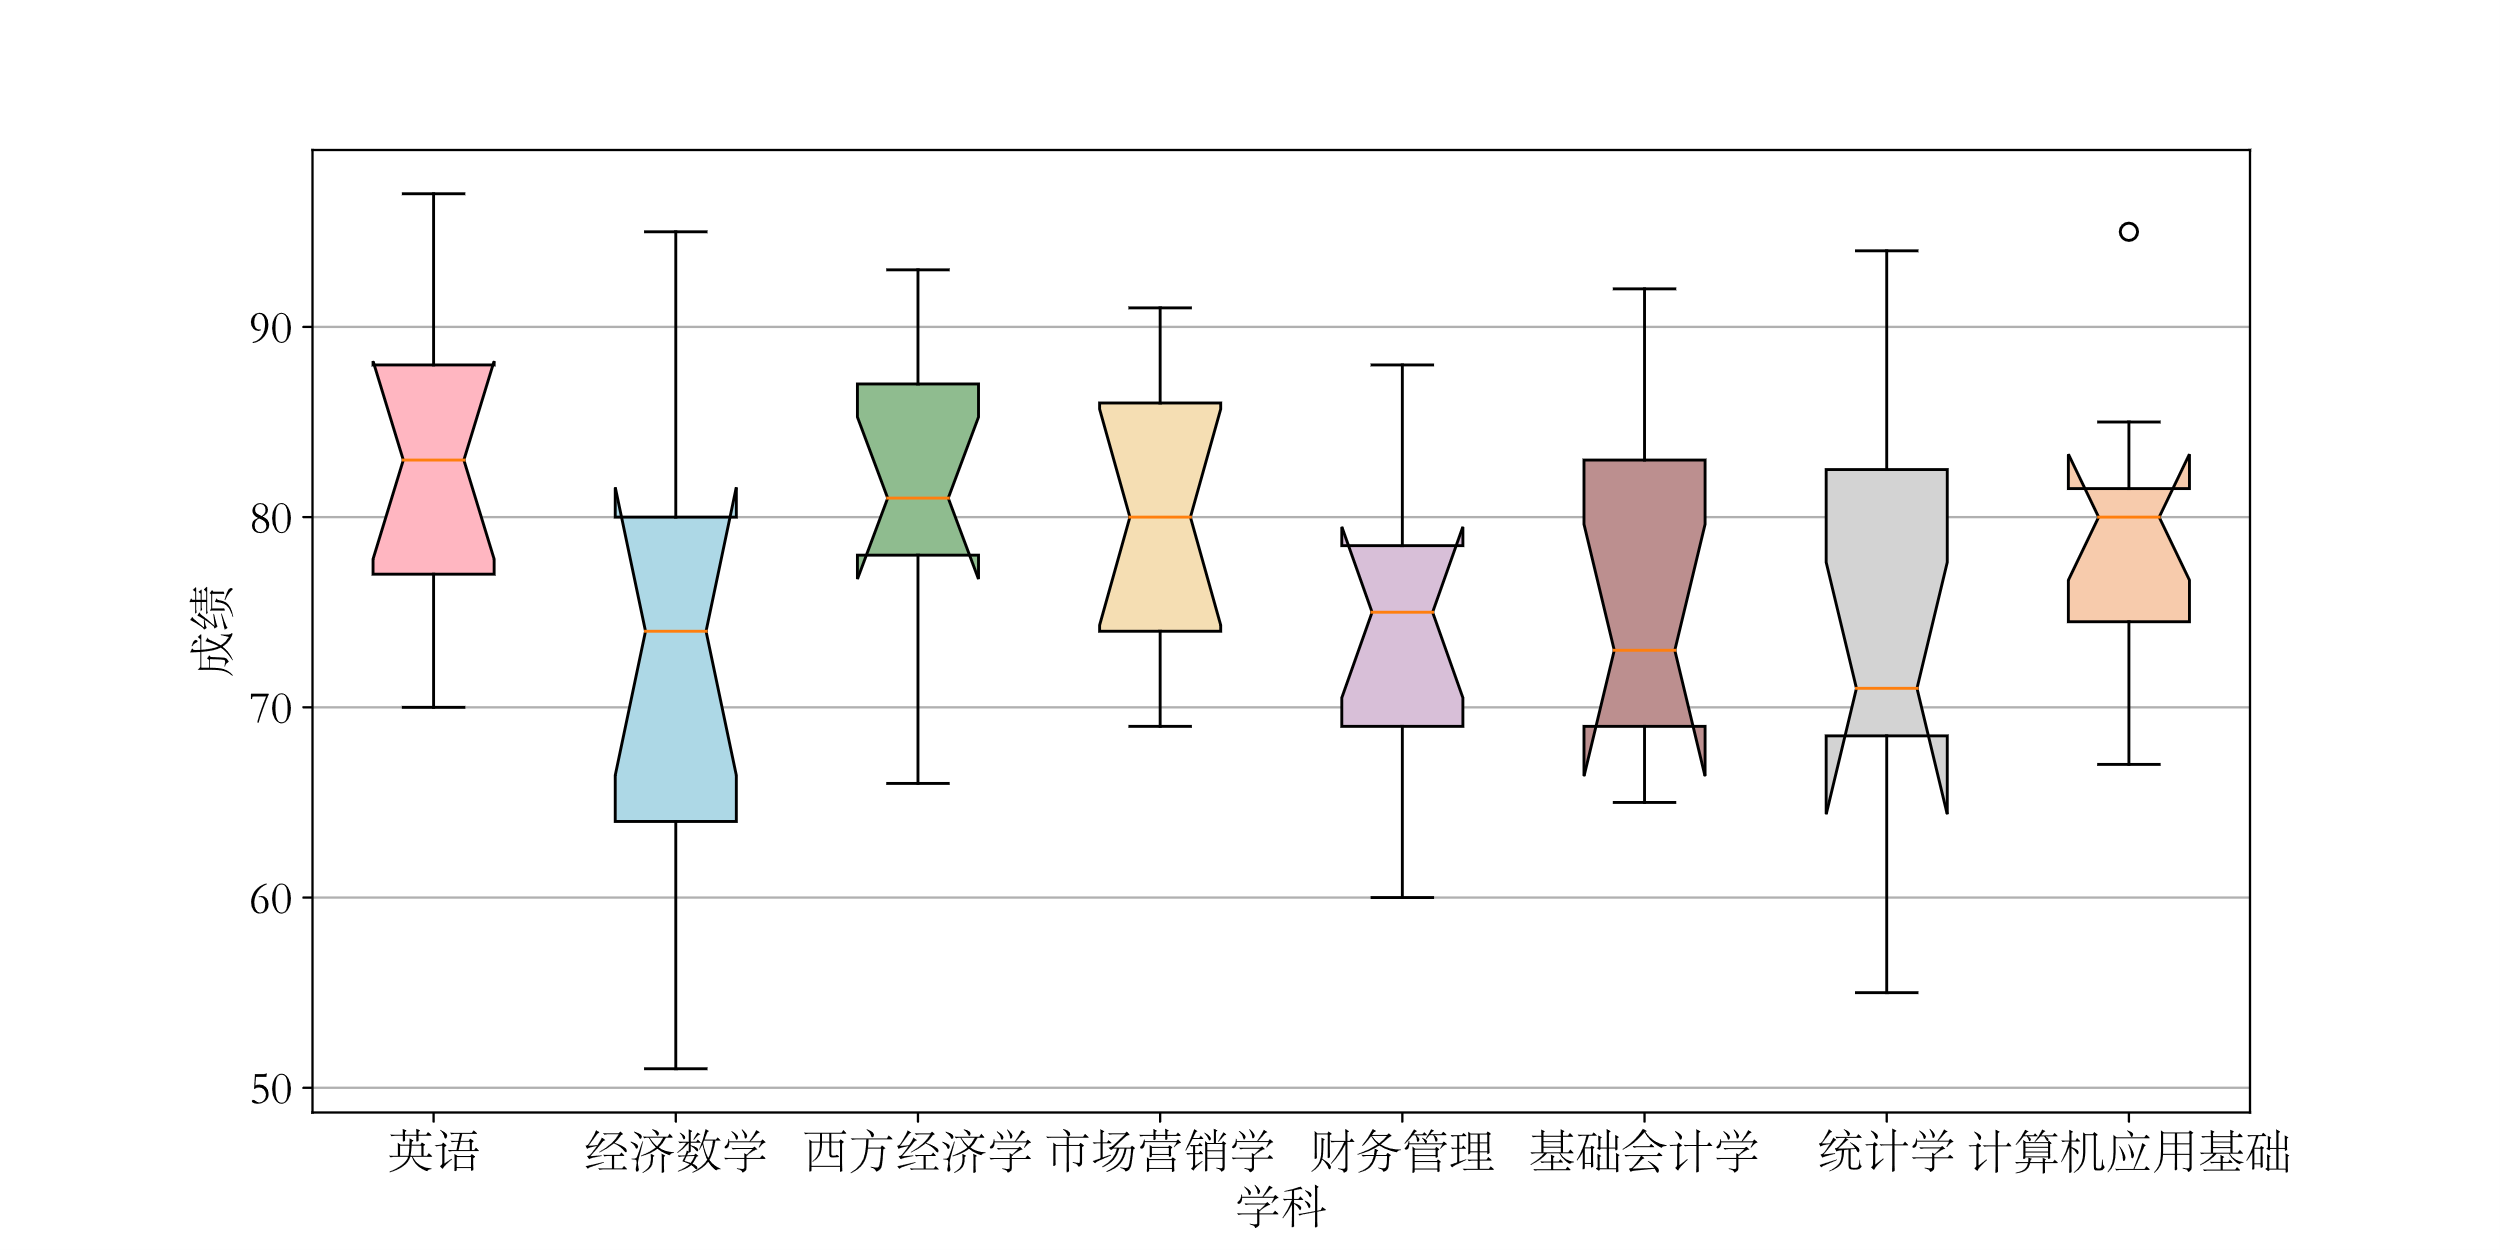 90
80
70
60
50
成绩
英语
经济数学
西方经济学
市场营销学
财务管理
基础会计学
统计学
计算机应用基础
学科